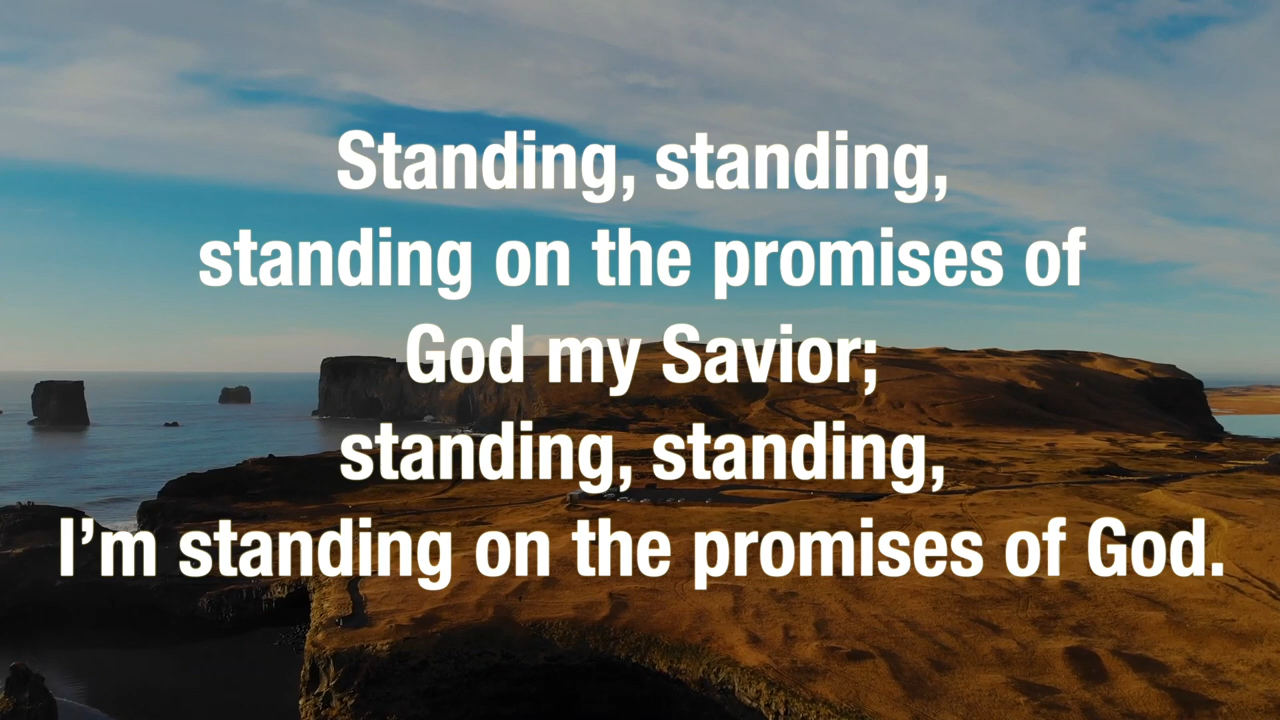 Standing, standing,
standing on the promises of
God my Savior;
standing, standing,
I’m standing on the promises of God.